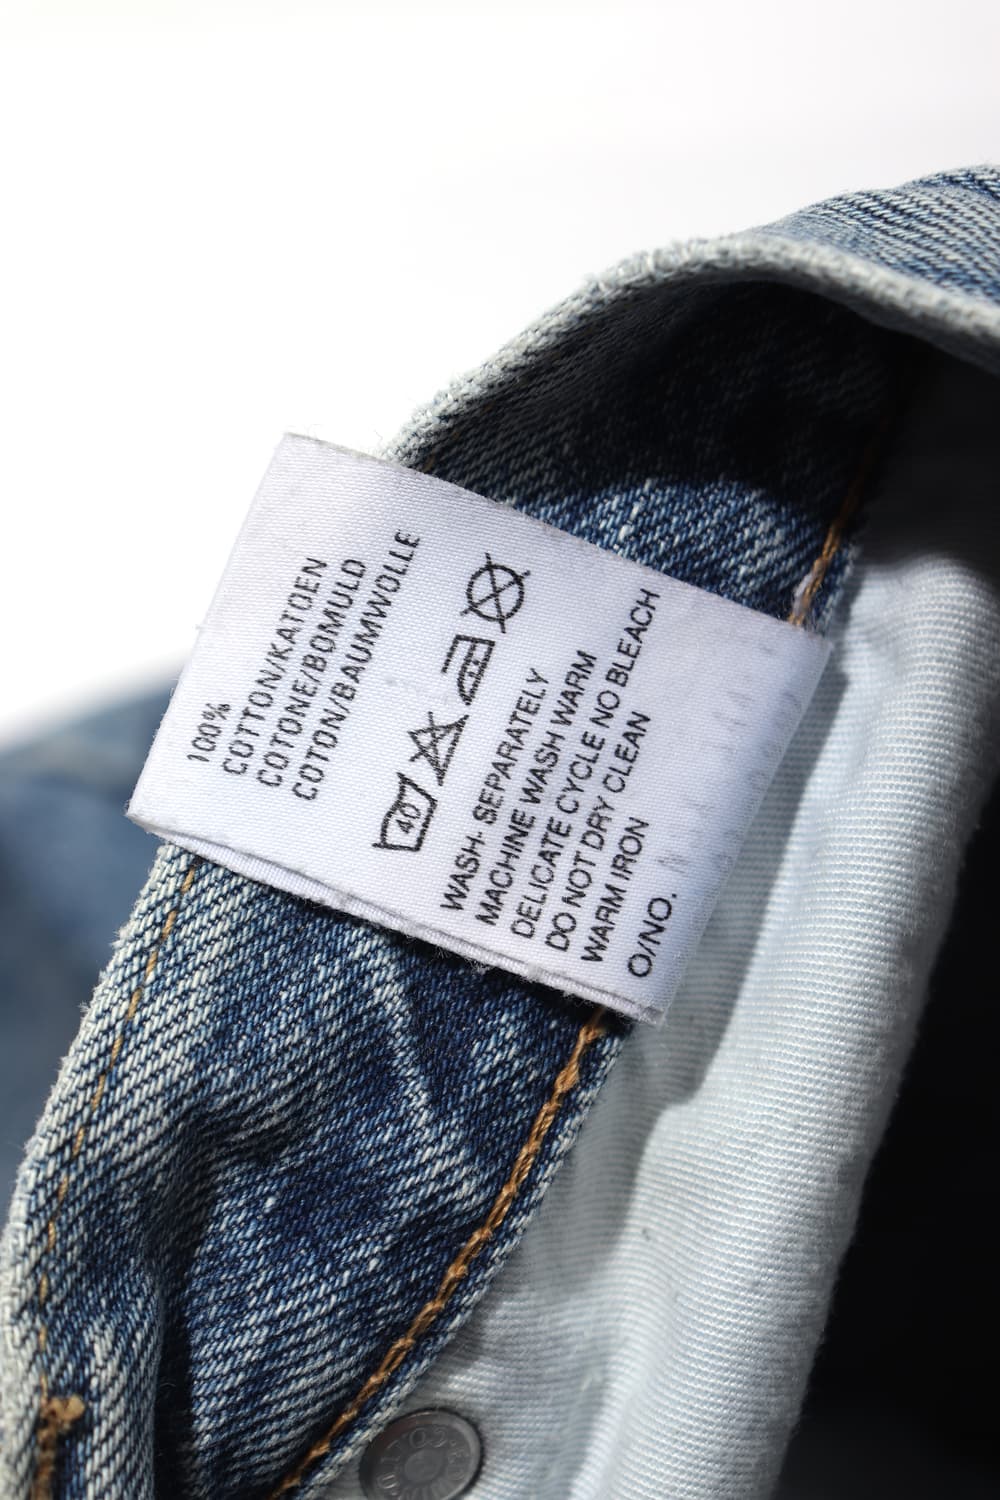 100%
COTTON/KATOEN
COTONE/BOMULD
COTON/BAUMWOLLE
40
WASH- SEPARATELY
MACHINE WASH WARM
DELICATE CYCLE NO BLEACH
DO NOT DRY CLEAN
WARM IRON
O/NO.